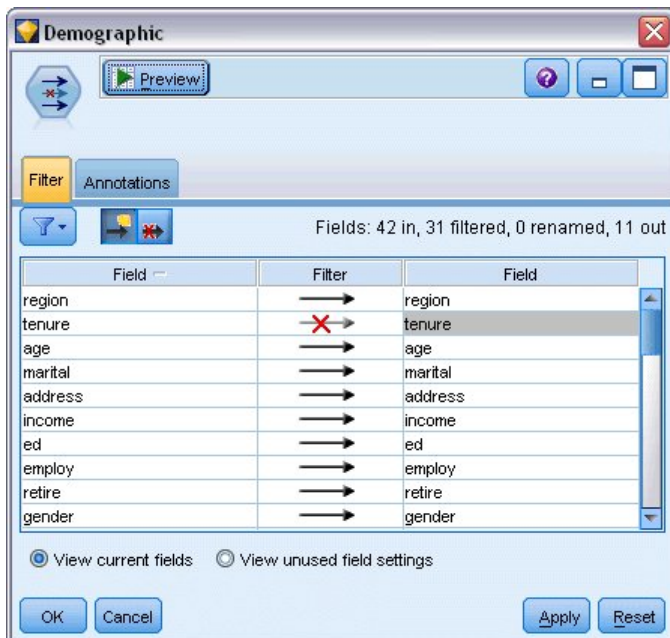 Demographic
Preview
Filter Annotations
Fields: 42 in, 31 filtered, 0 renamed, 11 out
Field Filter Field
region region
tenure tenure
age age
marital marital
address address
income income
ed ed
employ employ
retire retire
gender gender
View current fields View unused field settings
OK Cancel Apply Reset